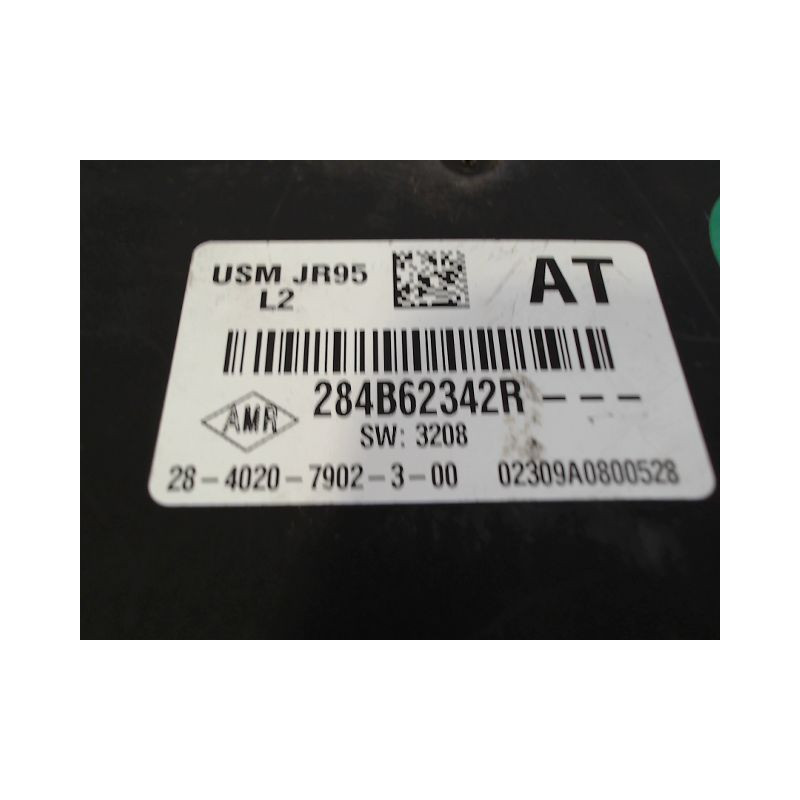 USM JR95
L2
AT
284B62342R---
AMR
SW: 3208
28-4020-7902-3-00 02309A0800528